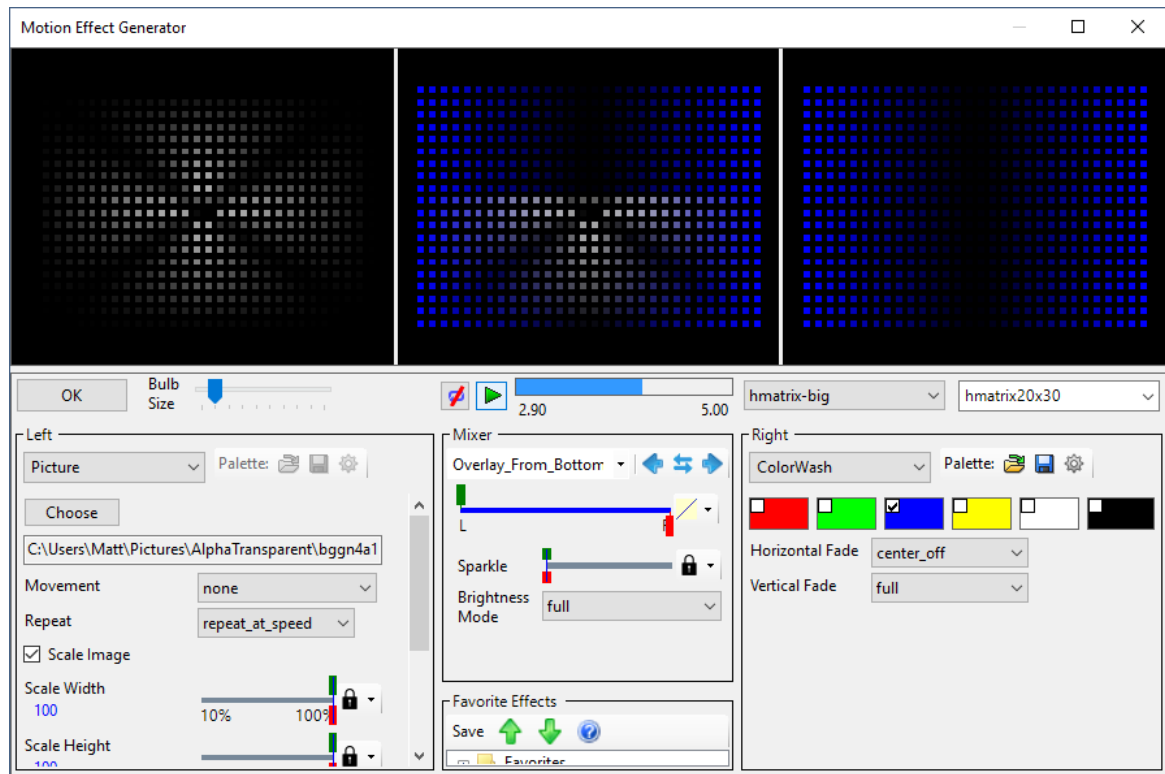 Motion Effect Generator
OK
Bulb
Size
2.90
5.00
hmatrix-big
hmatrix20x30
Left
Picture
Palette:
Choose
C:\Users\Matt\Pictures\AlphaTransparent\bggn4a1
Movement
none
Repeat
repeat_at_speed
Scale Image
Scale Width
100
10%
100%
Scale Height
100
Mixer
Overlay_From_Bottom
L
Sparkle
Brightness
Mode
full
Favorite Effects
Save
Favorites
Right
ColorWash
Palette:
Horizontal Fade
center_off
Vertical Fade
full